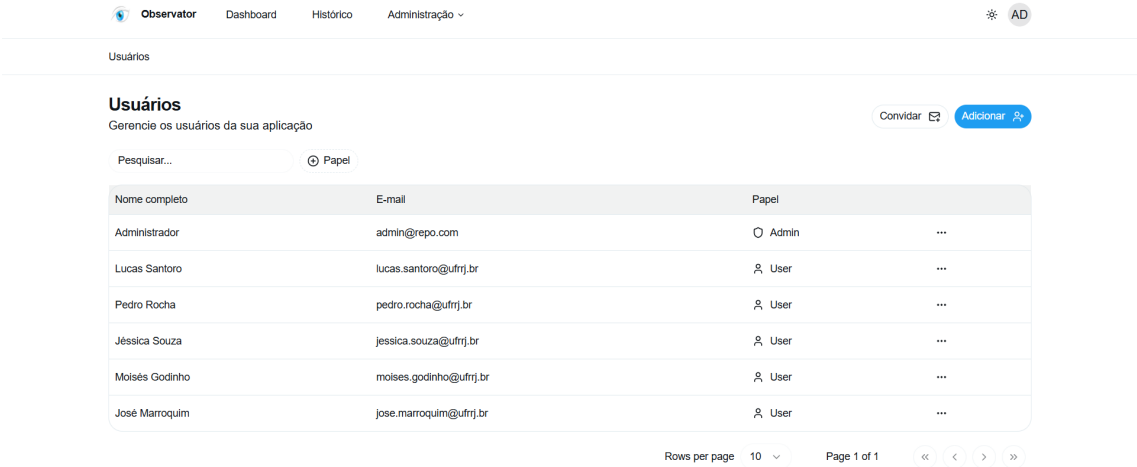 Observator Dashboard Histórico Administração AD
Usuários
Usuários
Gerencie os usuários da sua aplicação
Convidar Adicionar
Pesquisar... Papel
Nome completo E-mail Papel
Administrador admin@repo.com Admin ...
Lucas Santoro lucas.santoro@ufrrj.br User ...
Pedro Rocha pedro.rocha@ufrrj.br User ...
Jéssica Souza jessica.souza@ufrrj.br User ...
Moisés Godinho moises.godinho@ufrrj.br User ...
José Marroquim jose.marroquim@ufrrj.br User ...
Rows per page 10 Page 1 of 1